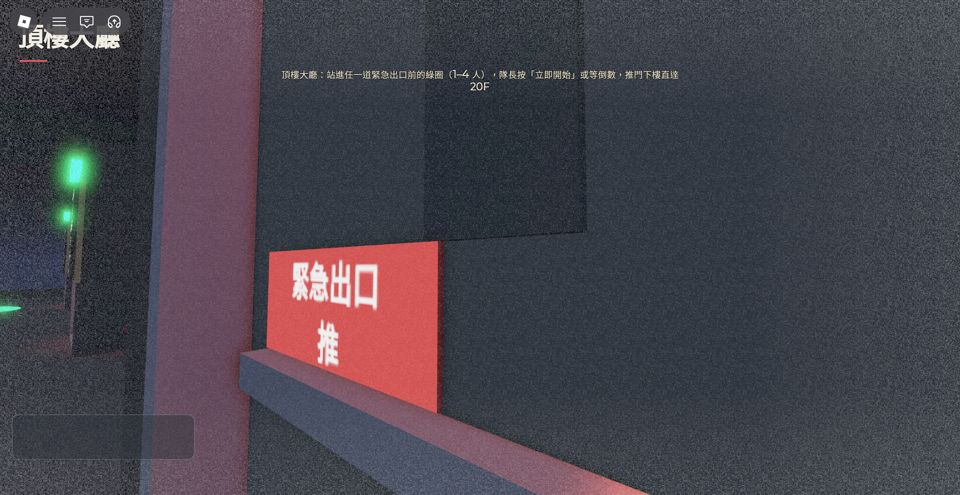 頂樓大廳
頂樓大廳：站進任一道緊急出口前的綠圈（1–4 人），隊長按「立即開始」或等倒數，推門下樓直達
20F
緊急出口
推